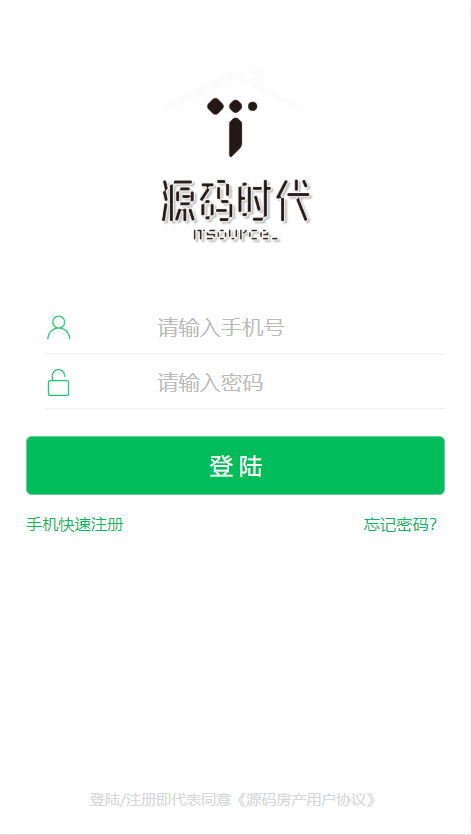 源码时代
ITSOURCE_
请输入手机号
请输入密码
登陆
手机快速注册 忘记密码?
登陆/注册即代表同意《源码房产用户协议》